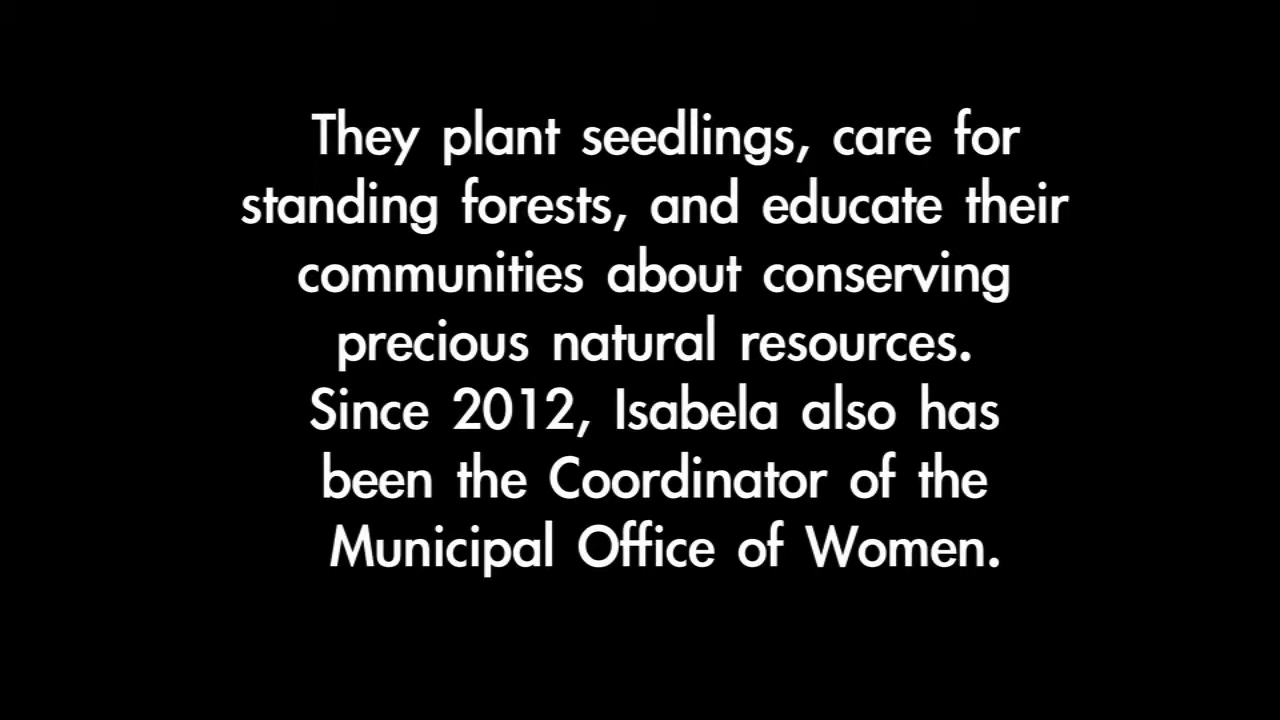 They plant seedlings, care for
standing forests, and educate their
communities about conserving
precious natural resources.
Since 2012, Isabela also has
been the Coordinator of the
Municipal Office of Women.